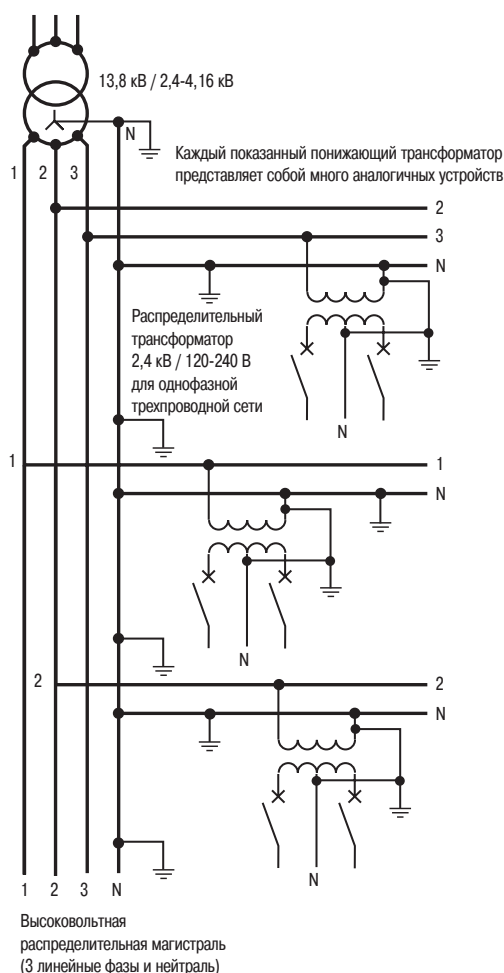 13,8 кВ / 2,4-4,16 кВ
N
1 2 3
Каждый показанный понижающий трансформатор
представляет собой много аналогичных устройств
2
3
N
Распределительный
трансформатор
2,4 кВ / 120-240 В
для однофазной
трехпроводной сети
N
1 1
N
N
2 2
N
N
1 2 3 N
Высоковольтная
распределительная магистраль
(3 линейные фазы и нейтраль)